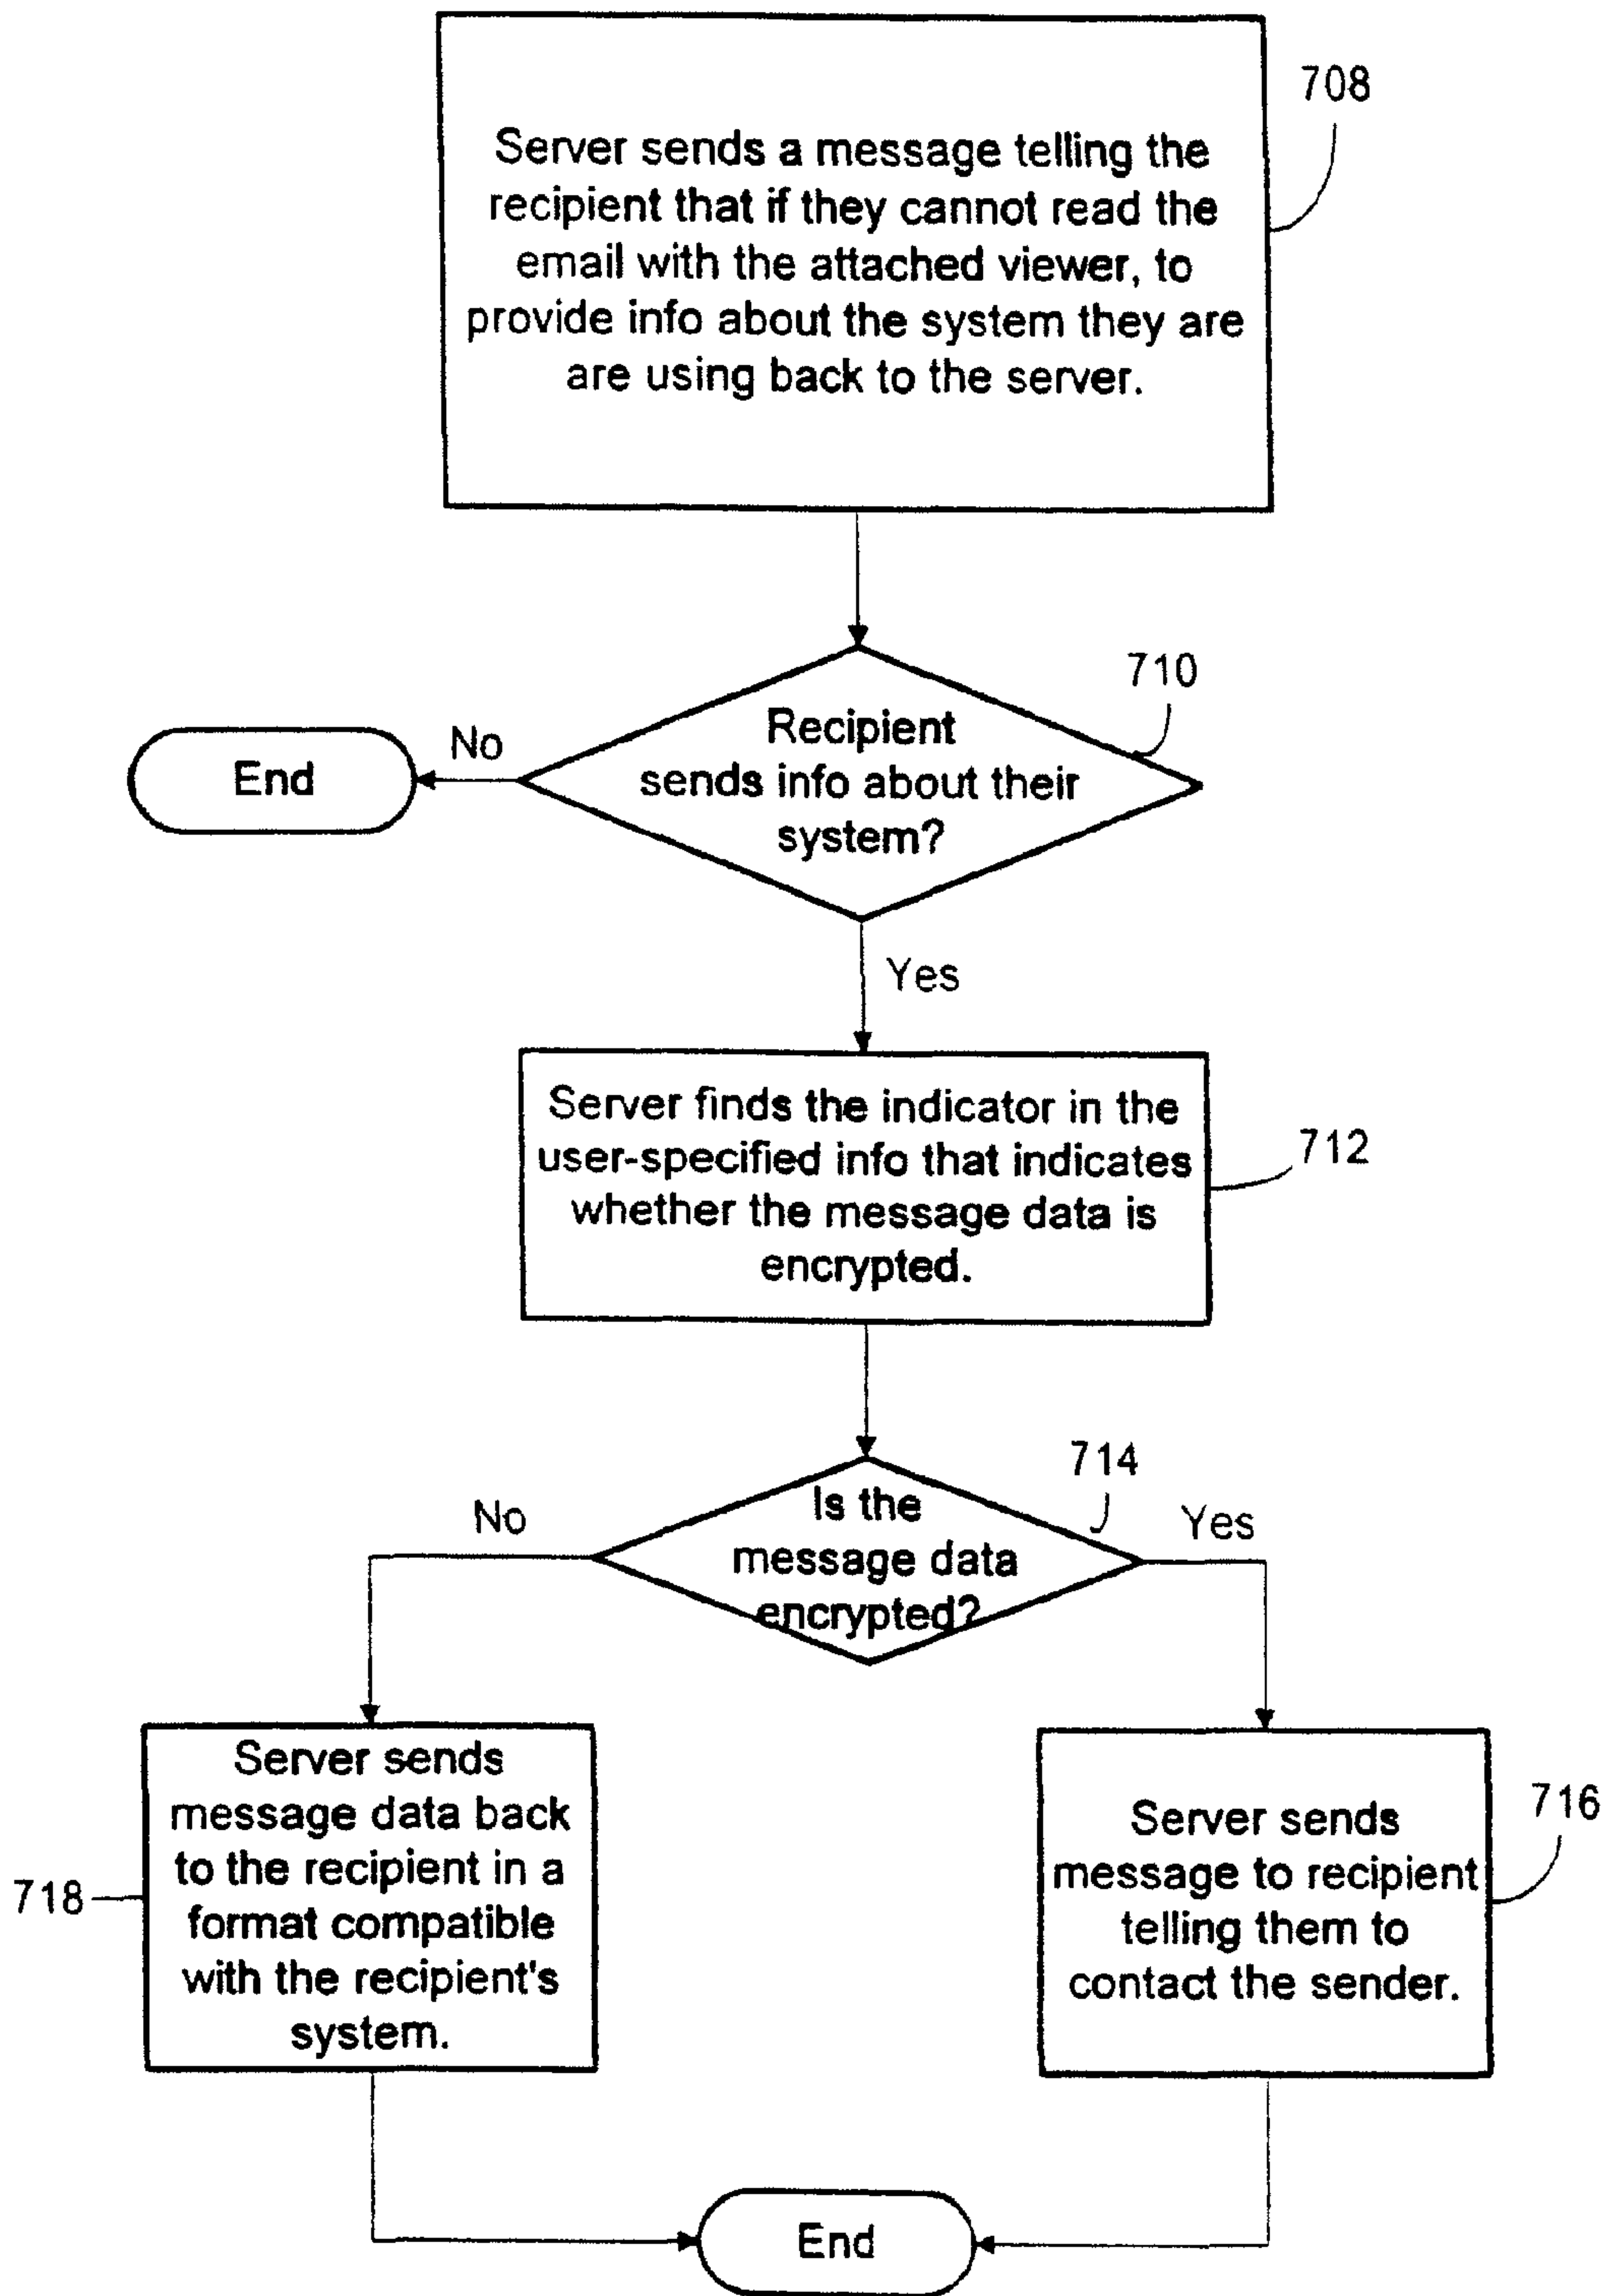 708
Server sends a message telling the
recipient that if they cannot read the
email with the attached viewer, to
provide info about the system they are
are using back to the server.
710
Recipient
sends info about their
system?
No
End
Yes
Server finds the indicator in the
user-specified info that indicates
whether the message data is
encrypted.
712
714
Is the
message data
encrypted?
No
Yes
Server sends
message data back
to the recipient in a
format compatible
with the recipient's
system.
718
Server sends
message to recipient
telling them to
contact the sender.
716
End